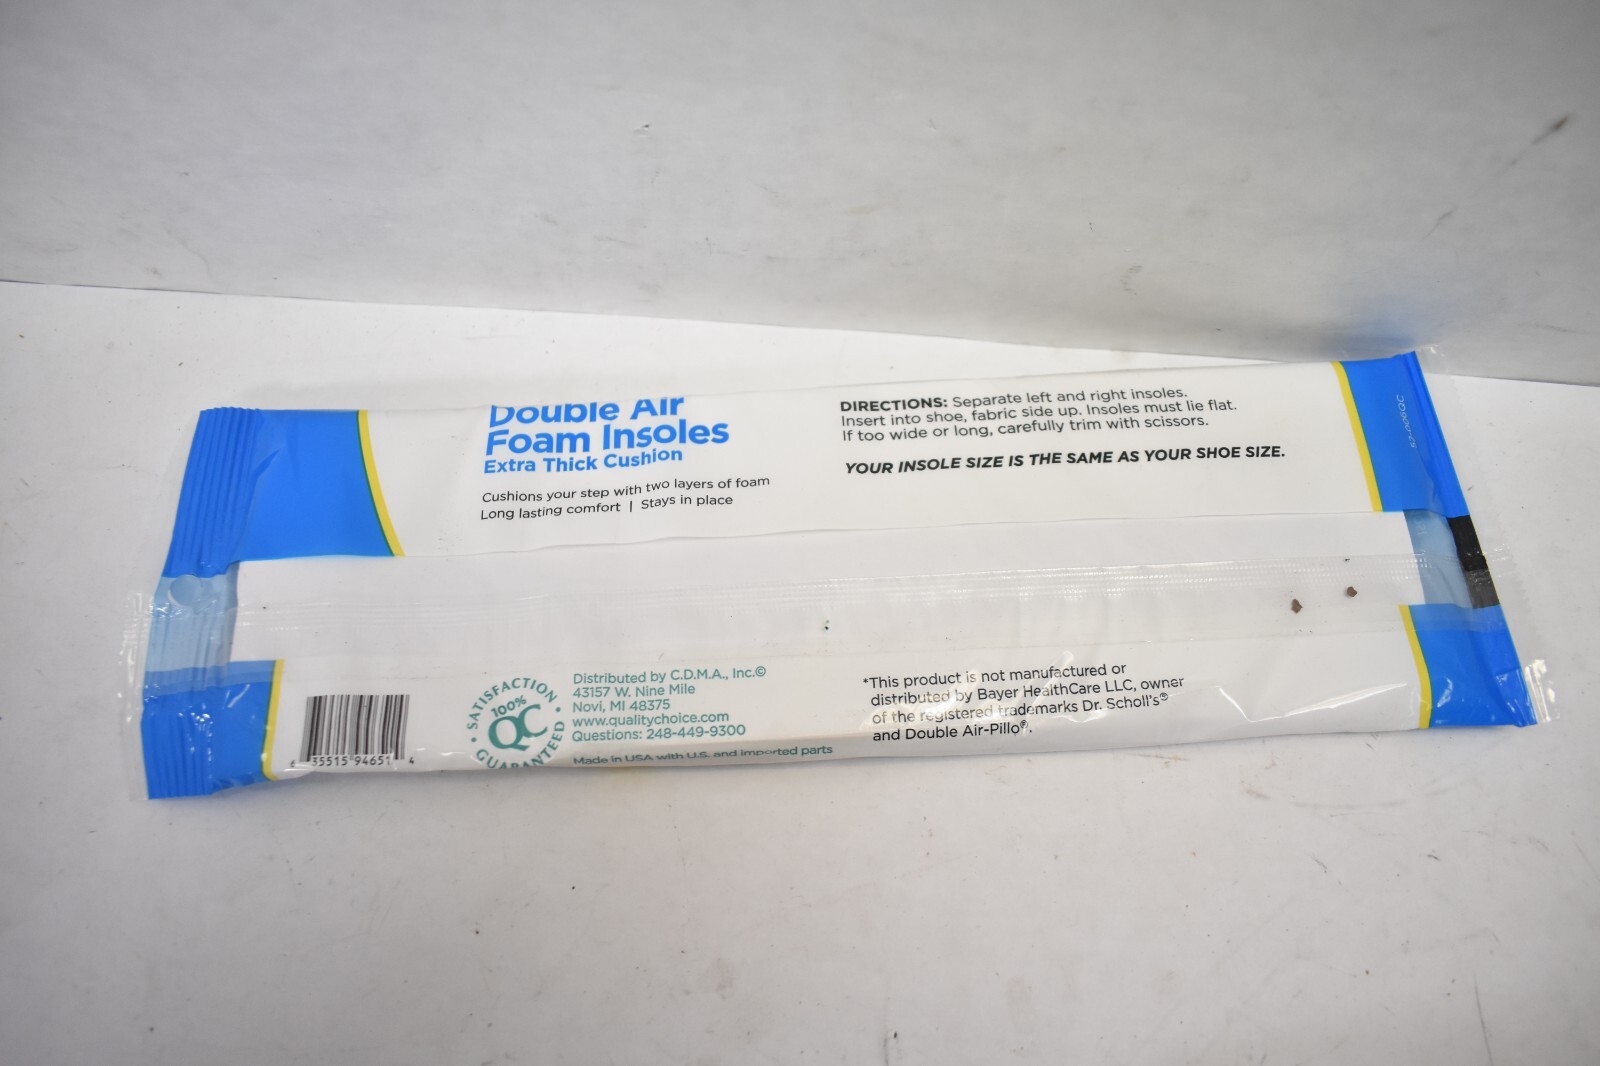 Double Air
Foam Insoles
Extra Thick Cushion
Cushions your step with two layers of foam
Long lasting comfort | Stays in place
DIRECTIONS: Separate left and right insoles.
Insert into shoe, fabric side up. Insoles must lie flat.
If too wide or long, carefully trim with scissors.
YOUR INSOLE SIZE IS THE SAME AS YOUR SHOE SIZE.
6 35515 94651 4
SATISFACTION
100%
QC
GUARANTEED
Distributed by C.D.M.A., Inc.©
43157 W. Nine Mile
Novi, MI 48375
www.qualitychoice.com
Questions: 248-449-9300
Made in USA with U.S. and imported parts
*This product is not manufactured or
distributed by Bayer HealthCare LLC, owner
of the registered trademarks Dr. Scholl's®
and Double Air-Pillo®.